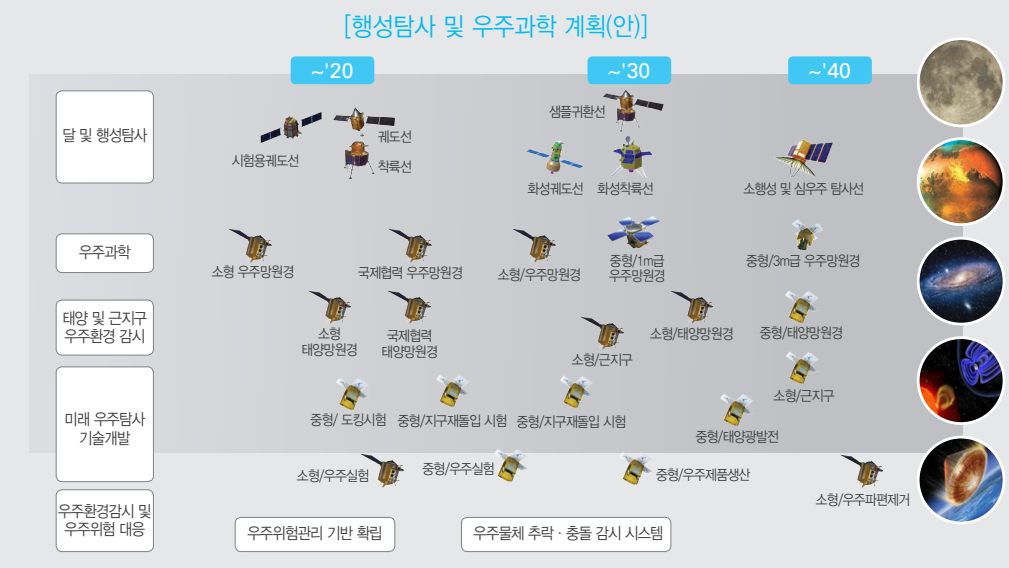 [행성탐사 및 우주과학 계획(안)]
~'20
~'30
~'40
달 및 행성탐사
시험용궤도선
궤도선
+
착륙선
샘플귀환선
화성궤도선
화성착륙선
소행성 및 심우주 탐사선
우주과학
소형 우주망원경
국제협력 우주망원경
소형/우주망원경
중형/1m급
우주망원경
중형/3m급 우주망원경
태양 및 근지구
우주환경 감시
소형
태양망원경
국제협력
태양망원경
소형/근지구
소형/태양망원경
중형/태양망원경
미래 우주탐사
기술개발
중형/ 도킹시험
중형/지구재돌입 시험
중형/지구재돌입 시험
중형/태양광발전
소형/근지구
소형/우주실험
중형/우주실험
중형/우주제품생산
소형/우주파편제거
우주환경감시 및
우주위험 대응
우주위험관리 기반 확립
우주물체 추락 · 충돌 감시 시스템